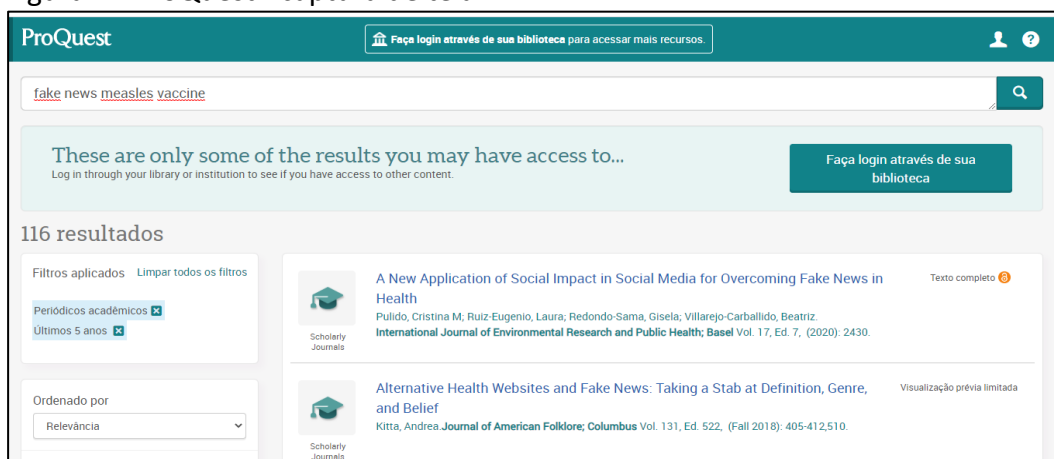 ProQuest
Faça login através de sua biblioteca para acessar mais recursos.
fake news measles vaccine
These are only some of the results you may have access to...
Log in through your library or institution to see if you have access to other content.
Faça login através de sua
biblioteca
116 resultados
Filtros aplicados Limpar todos os filtros
Periódicos acadêmicos
Últimos 5 anos
Ordenado por
Relevância
Scholarly
Journals
A New Application of Social Impact in Social Media for Overcoming Fake News in
Health
Pulido, Cristina M; Ruiz-Eugenio, Laura; Redondo-Sama, Gisela; Villarejo-Carballido, Beatriz.
International Journal of Environmental Research and Public Health; Basel Vol. 17, Ed. 7, (2020): 2430.
Texto completo
Scholarly
Journals
Alternative Health Websites and Fake News: Taking a Stab at Definition, Genre,
and Belief
Kitta, Andrea.Journal of American Folklore; Columbus Vol. 131, Ed. 522, (Fall 2018): 405-412,510.
Visualização prévia limitada